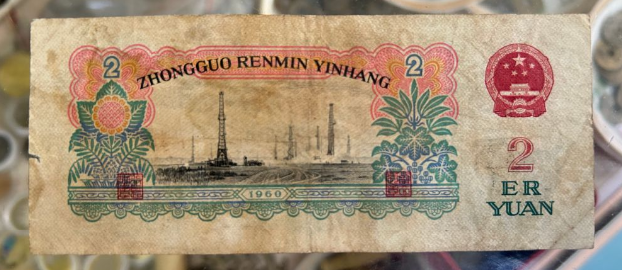 ZHONGGUO RENMIN YINHANG
2
2
2
ER
YUAN
1960